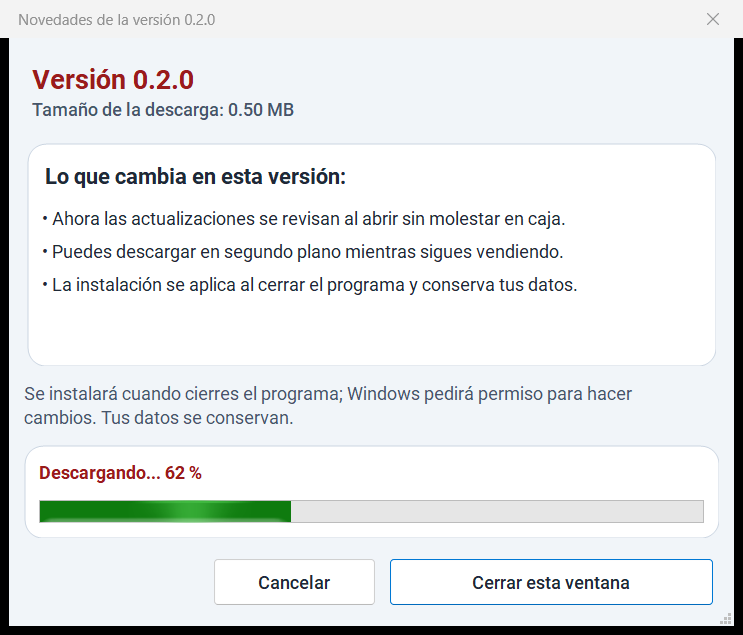 Novedades de la versión 0.2.0
Versión 0.2.0
Tamaño de la descarga: 0.50 MB
Lo que cambia en esta versión:
• Ahora las actualizaciones se revisan al abrir sin molestar en caja.
• Puedes descargar en segundo plano mientras sigues vendiendo.
• La instalación se aplica al cerrar el programa y conserva tus datos.
Se instalará cuando cierres el programa; Windows pedirá permiso para hacer
cambios. Tus datos se conservan.
Descargando... 62 %
Cancelar
Cerrar esta ventana